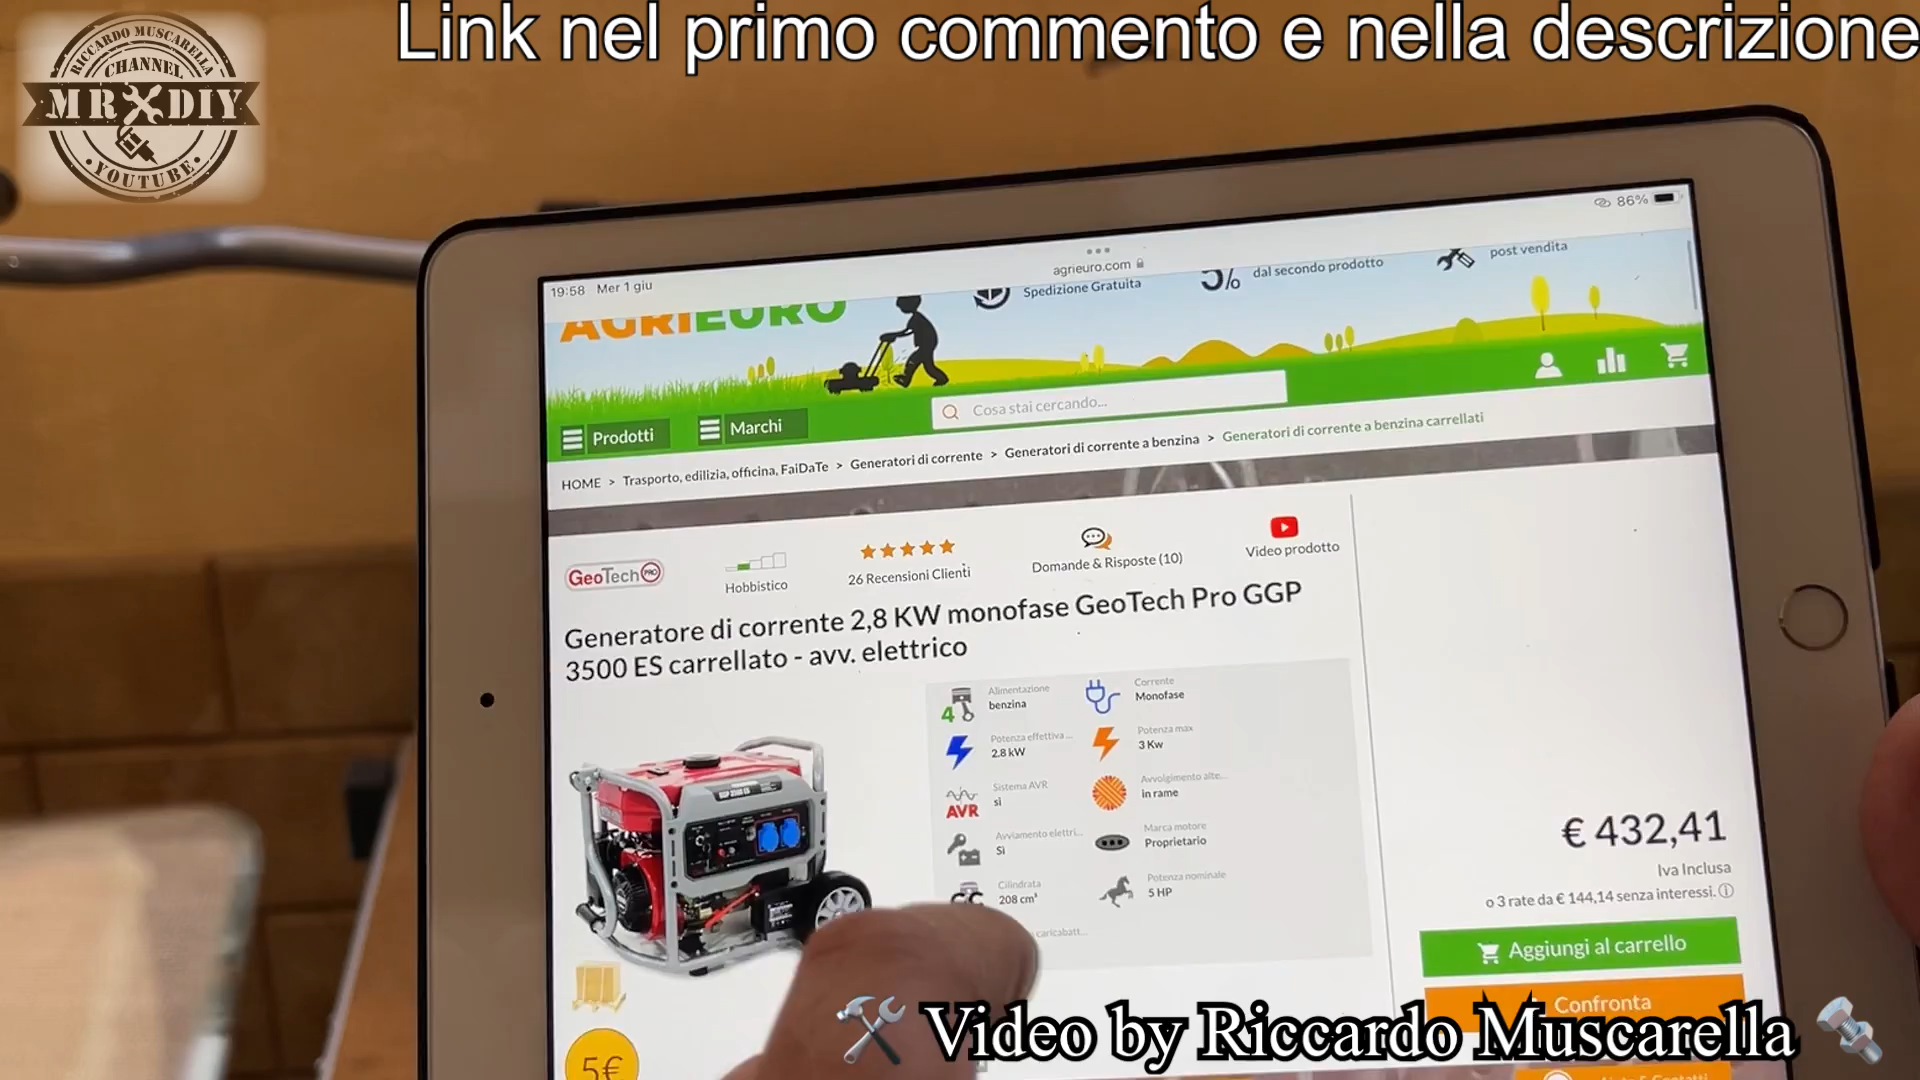 Link nel primo commento e nella descrizione
RICCARDO MUSCARELLA
CHANNEL
MR DIY
YOUTUBE
19:58 Mer 1 giu
86%
agrieuro.com
AGRIEURO
Spedizione Gratuita
5%
dal secondo prodotto
post vendita
Prodotti
Marchi
Cosa stai cercando...
HOME > Trasporto, edilizia, officina, FaiDaTe > Generatori di corrente > Generatori di corrente a benzina > Generatori di corrente a benzina carrellati
GeoTech PRO
Hobbistico
26 Recensioni Clienti
Domande & Risposte (10)
Video prodotto
Generatore di corrente 2,8 KW monofase GeoTech Pro GGP
3500 ES carrellato - avv. elettrico
4
Alimentazione
benzina
Corrente
Monofase
Potenza effettiva...
2.8 kW
Potenza max
3 Kw
AVR
Sistema AVR
sì
Avvolgimento alte...
in rame
Avviamento elettri...
Sì
Marca motore
Proprietario
CC
Cilindrata
208 cm³
Potenza nominale
5 HP
caricabatt...
€ 432,41
Iva Inclusa
o 3 rate da € 144,14 senza interessi.
Aggiungi al carrello
Confronta
5€
Video by Riccardo Muscarella